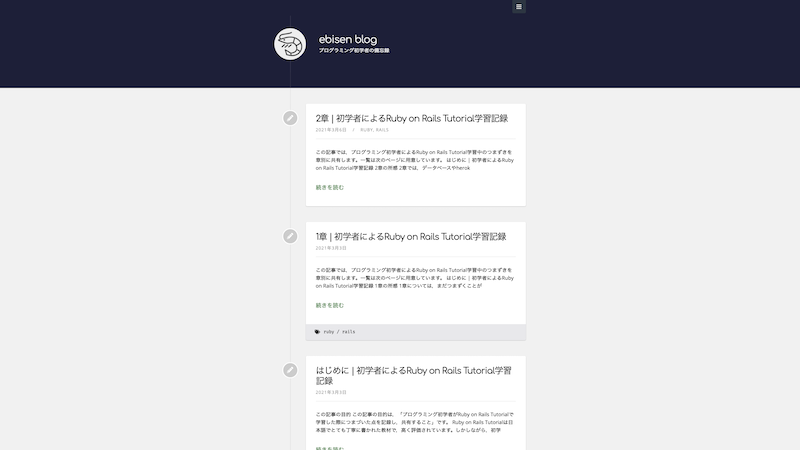 ebisen blog
プログラミング初学者の備忘録
2章 | 初学者によるRuby on Rails Tutorial学習記録
2021年3月6日 / RUBY, RAILS
この記事では、プログラミング初学者によるRuby on Rails Tutorial学習中のつまずきを
章別に共有します。一覧は次のページに用意しています。 はじめに | 初学者によるRuby
on Rails Tutorial学習記録 2章の所感 2章では、データベースやherok
続きを読む
1章 | 初学者によるRuby on Rails Tutorial学習記録
2021年3月3日
この記事では、プログラミング初学者によるRuby on Rails Tutorial学習中のつまずきを
章別に共有します。一覧は次のページに用意しています。 はじめに | 初学者によるRuby
on Rails Tutorial学習記録 1章の所感 1章については、まだつまずくことが
続きを読む
ruby / rails
はじめに | 初学者によるRuby on Rails Tutorial学習
記録
2021年3月3日
この記事の目的 この記事の目的は、「プログラミング初学者がRuby on Rails Tutorialで
学習した際につまづいた点を記録し、共有すること」です。 Ruby on Rails Tutorialは日
本語でとても丁寧に書かれた教材で、高く評価されています。しかしながら、初学
続きを読む